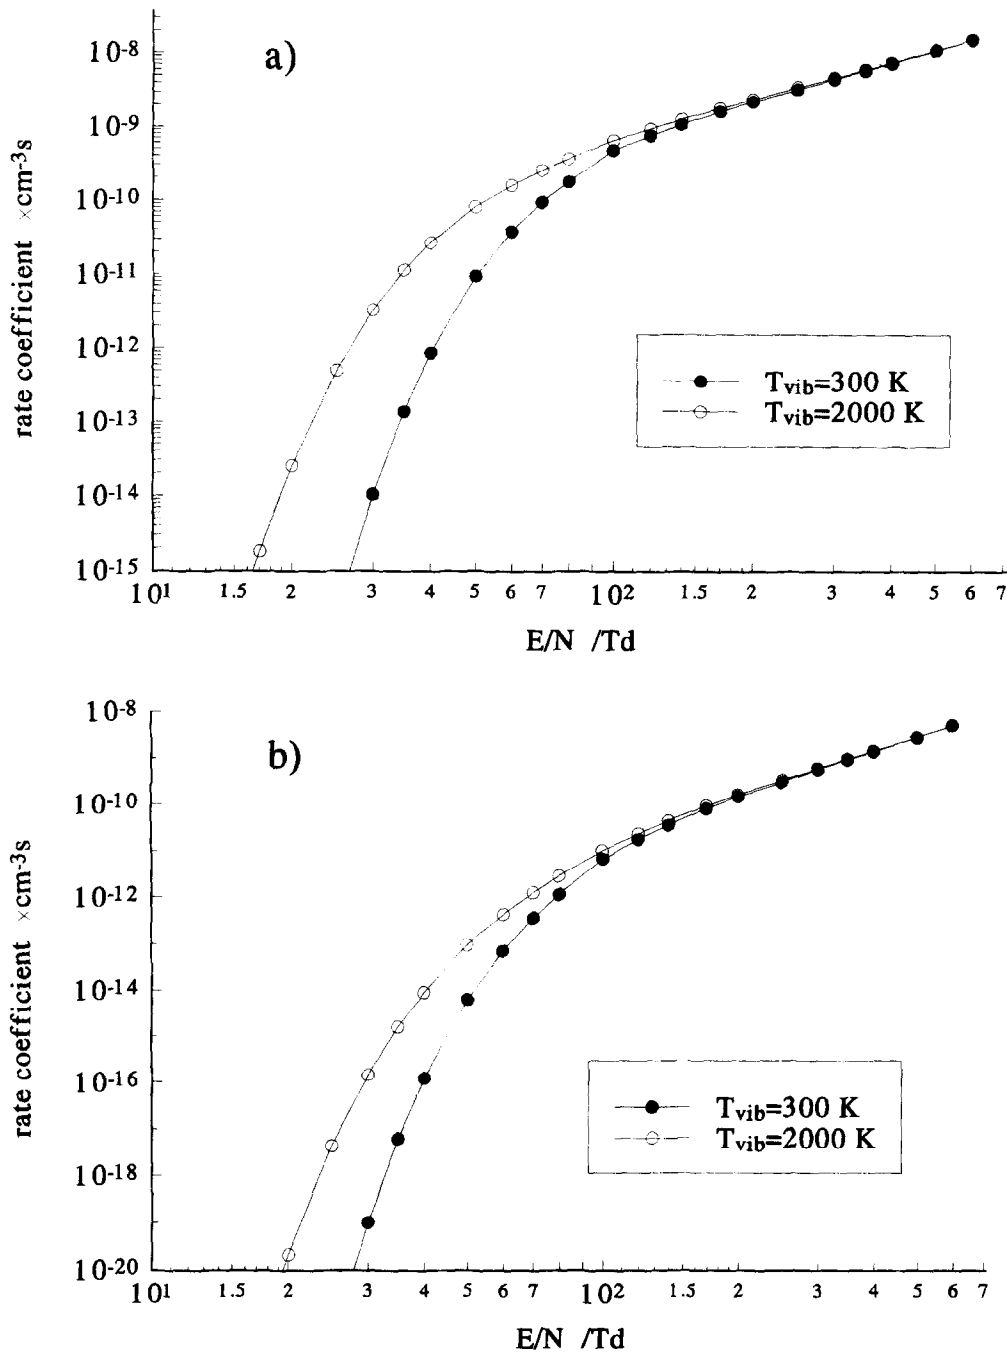 a)
rate coefficient ×cm-3s
10-8
10-9
10-10
10-11
10-12
10-13
10-14
10-15
Tvib=300 K
Tvib=2000 K
101 1.5 2 3 4 5 6 7 102 1.5 2 3 4 5 6 7
E/N /Td
b)
rate coefficient ×cm-3s
10-8
10-10
10-12
10-14
10-16
10-18
10-20
Tvib=300 K
Tvib=2000 K
101 1.5 2 3 4 5 6 7 102 1.5 2 3 4 5 6 7
E/N /Td